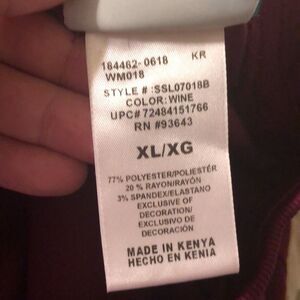 184462-0618 KR
WM018
STYLE # :SSL07018B
COLOR: WINE
UPC# 72484151766
RN #93643
XL/XG
77% POLYESTER/POLIÉSTER
20 % RAYON/RAYÓN
3% SPANDEX/ELASTANO
EXCLUSIVE OF
DECORATION/
EXCLUSIVO DE
DECORACIÓN
MADE IN KENYA
HECHO EN KENIA